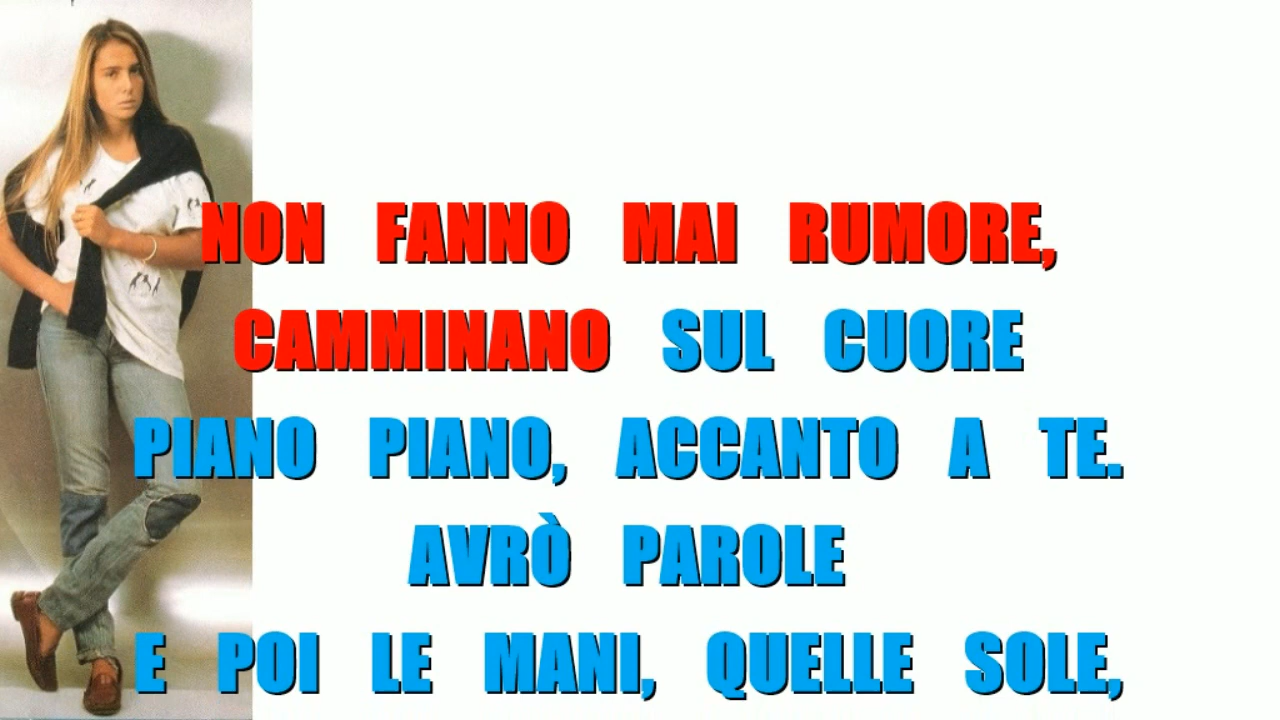 NON FANNO MAI RUMORE,
CAMMINANO SUL CUORE
PIANO PIANO, ACCANTO A TE.
AVRÒ PAROLE
E POI LE MANI, QUELLE SOLE,